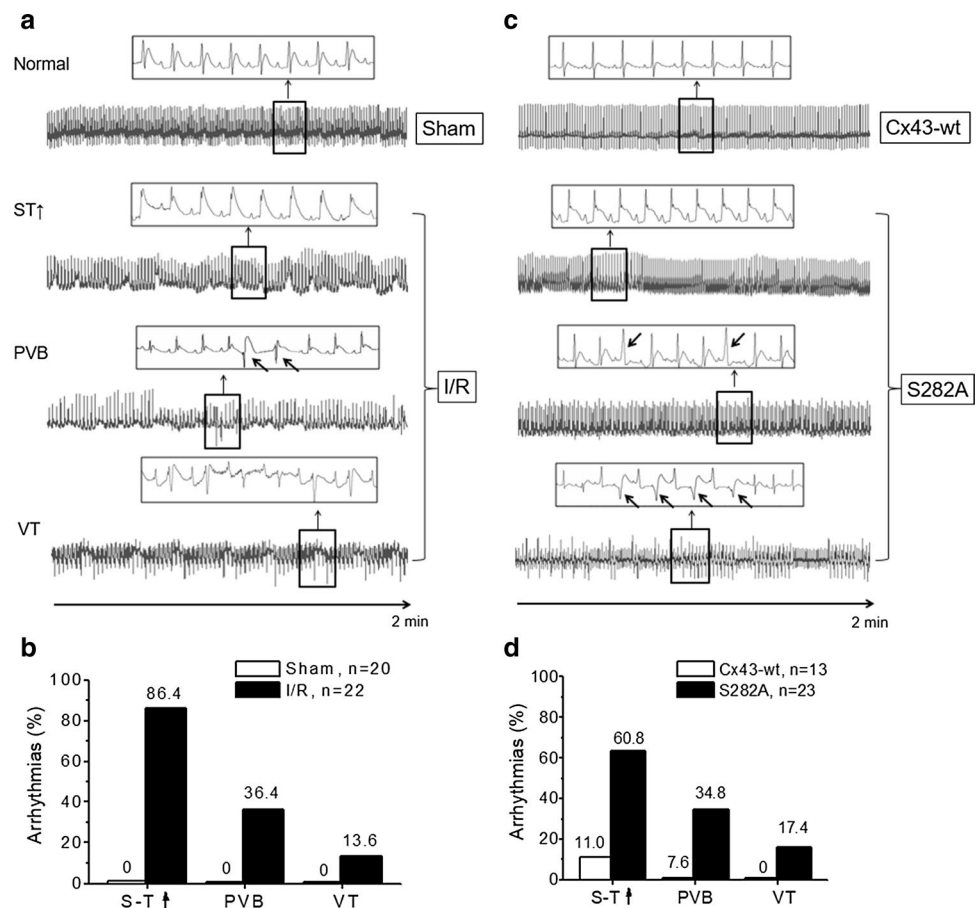 a
Normal
Sham
ST↑
PVB
I/R
VT
2 min
c
Cx43-wt
S282A
2 min
b
Sham, n=20
I/R, n=22
Arrhythmias (%)
100
80
60
40
20
0
0
86.4
0
36.4
0
13.6
S-T ↑
PVB
VT
d
Cx43-wt, n=13
S282A, n=23
Arrhythmias (%)
100
80
60
40
20
0
11.0
60.8
7.6
34.8
0
17.4
S-T ↑
PVB
VT